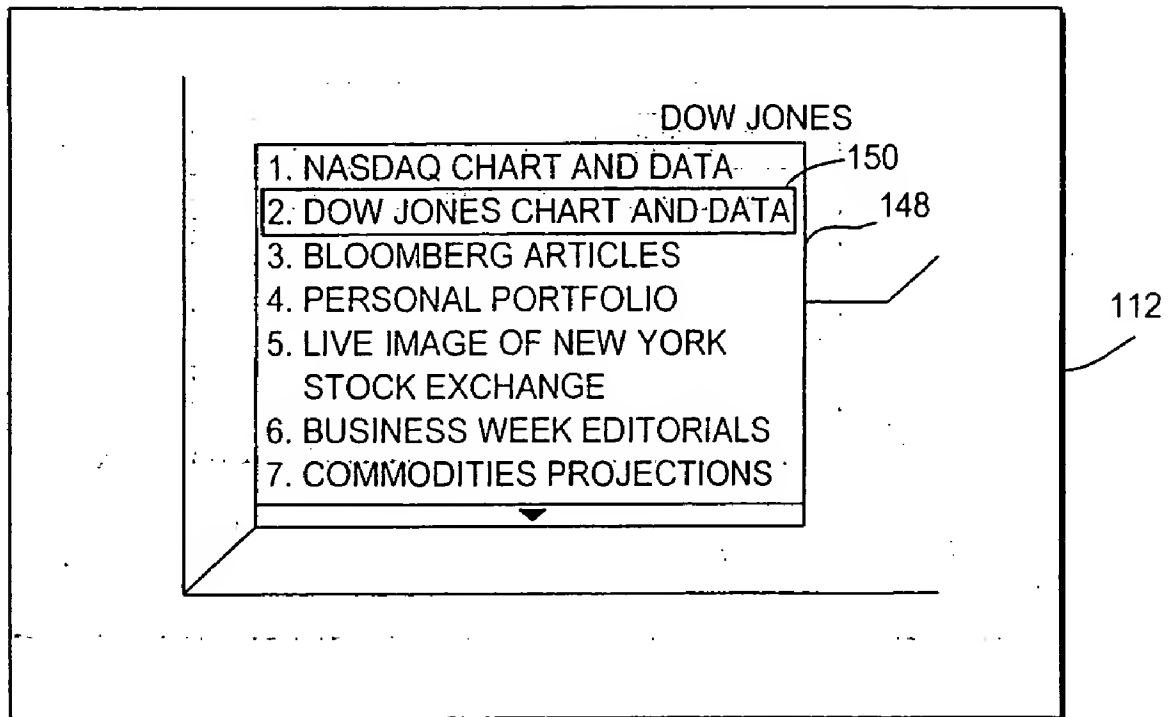 DOW JONES
1. NASDAQ CHART AND DATA
150
2. DOW JONES CHART AND DATA
148
3. BLOOMBERG ARTICLES
4. PERSONAL PORTFOLIO
112
5. LIVE IMAGE OF NEW YORK
STOCK EXCHANGE
6. BUSINESS WEEK EDITORIALS
7. COMMODITIES PROJECTIONS